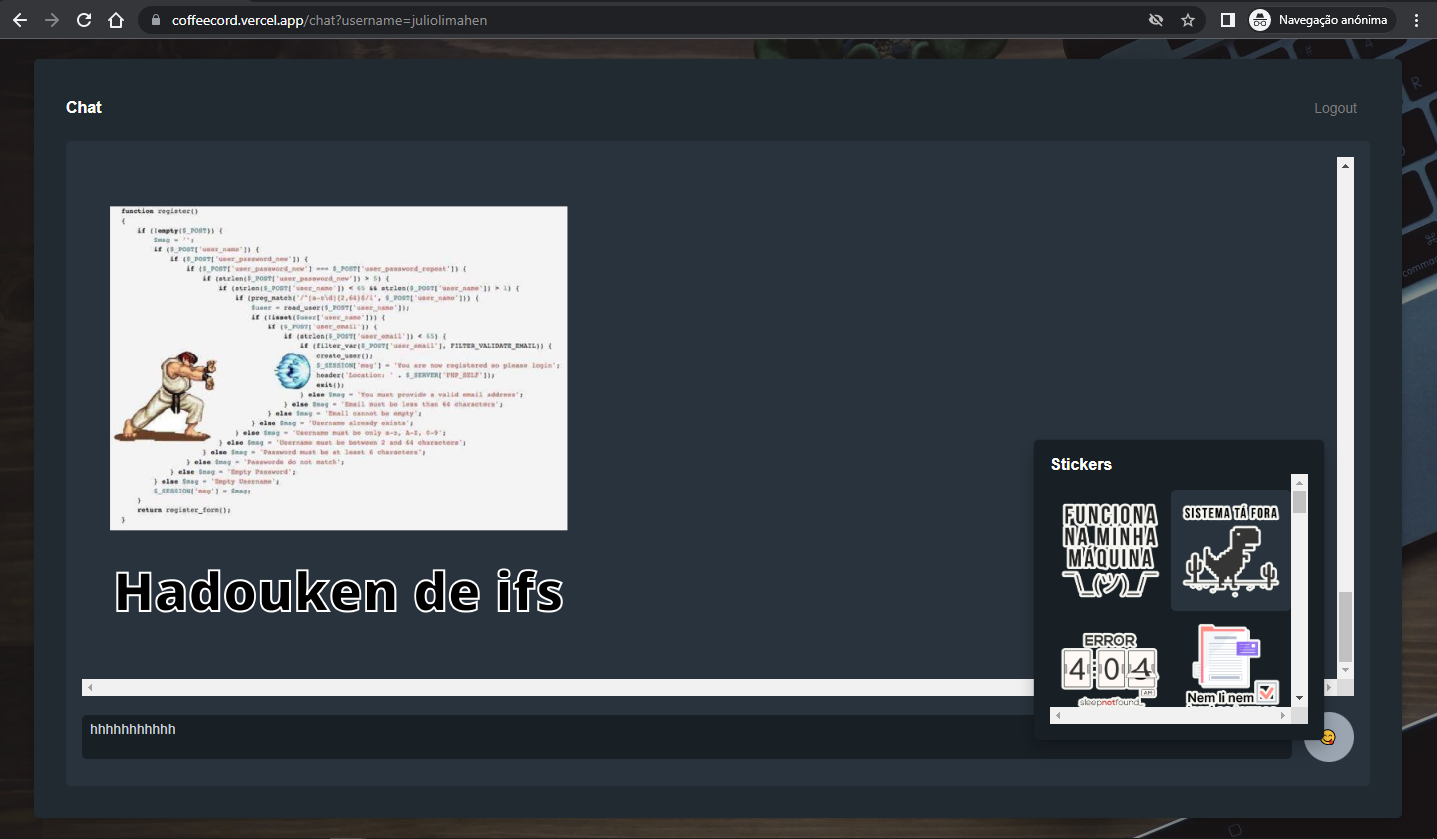 coffeecord.vercel.app/chat?username=juliolimahen
Navegação anónima
Chat
Logout
function register()
{
if (!empty($_POST)) {
$msg = '';
if ($_POST['user_name']) {
if ($_POST['user_password_new']) {
if ($_POST['user_password_new'] === $_POST['user_password_repeat']) {
if (strlen($_POST['user_password_new']) > 5) {
if (strlen($_POST['user_name']) < 65 && strlen($_POST['user_name']) > 1) {
if (preg_match('/^[a-z\d]{2,64}$/i', $_POST['user_name'])) {
$user = read_user($_POST['user_name']);
if (!isset($user['user_name'])) {
if ($_POST['user_email']) {
if (strlen($_POST['user_email']) < 65) {
if (filter_var($_POST['user_email'], FILTER_VALIDATE_EMAIL)) {
create_user();
$_SESSION['msg'] = 'You are now registered so please login';
header('Location: ' . $_SERVER['PHP_SELF']);
exit();
} else $msg = 'You must provide a valid email address';
} else $msg = 'Email must be less than 64 characters';
} else $msg = 'Email cannot be empty';
} else $msg = 'Username already exists';
} else $msg = 'Username must be only a-z, A-Z, 0-9';
} else $msg = 'Username must be between 2 and 64 characters';
} else $msg = 'Password must be at least 6 characters';
} else $msg = 'Passwords do not match';
} else $msg = 'Empty Password';
} else $msg = 'Empty Username';
$_SESSION['msg'] = $msg;
}
return register_form();
}
Hadouken de ifs
Stickers
FUNCIONA
NA MINHA
MÁQUINA
¯\_(ツ)_/¯
SISTEMA TÁ FORA
ERROR
4:04
AM
sleepnotfound_
Nem li nem
hhhhhhhhhhh
R
command